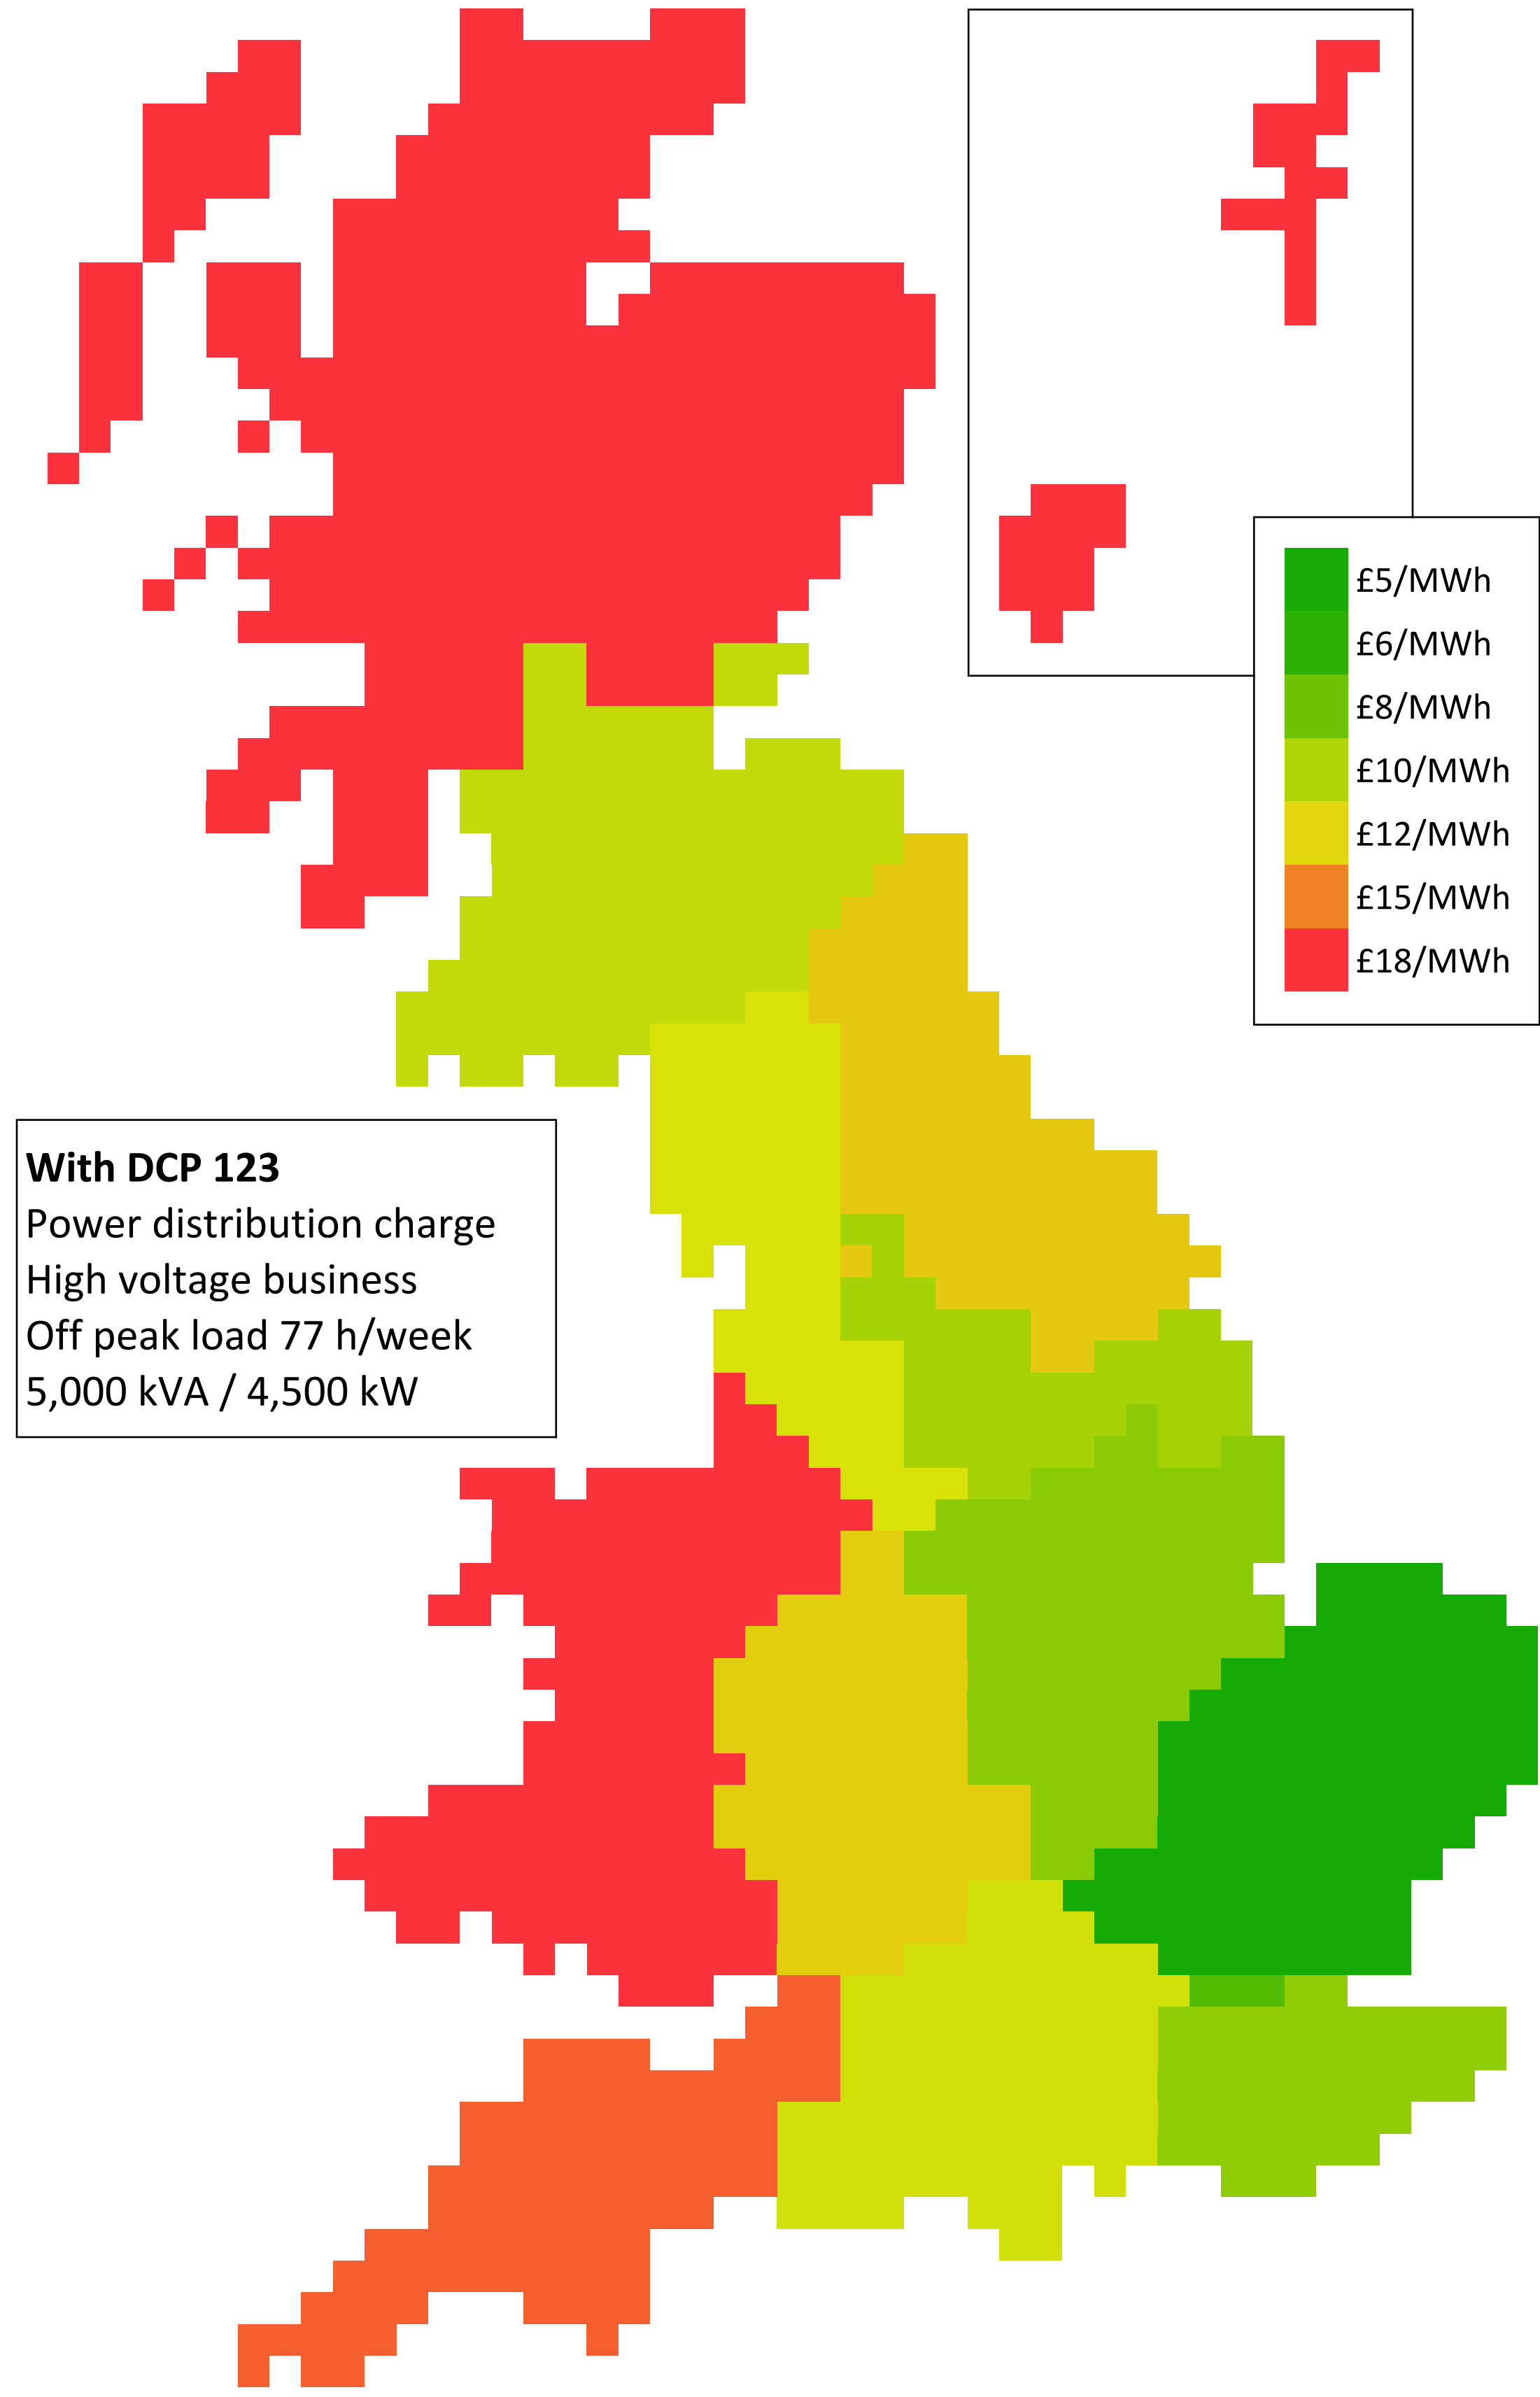 £5/MWh
£6/MWh
£8/MWh
£10/MWh
£12/MWh
£15/MWh
£18/MWh
With DCP 123
Power distribution charge
High voltage business
Off peak load 77 h/week
5,000 kVA / 4,500 kW